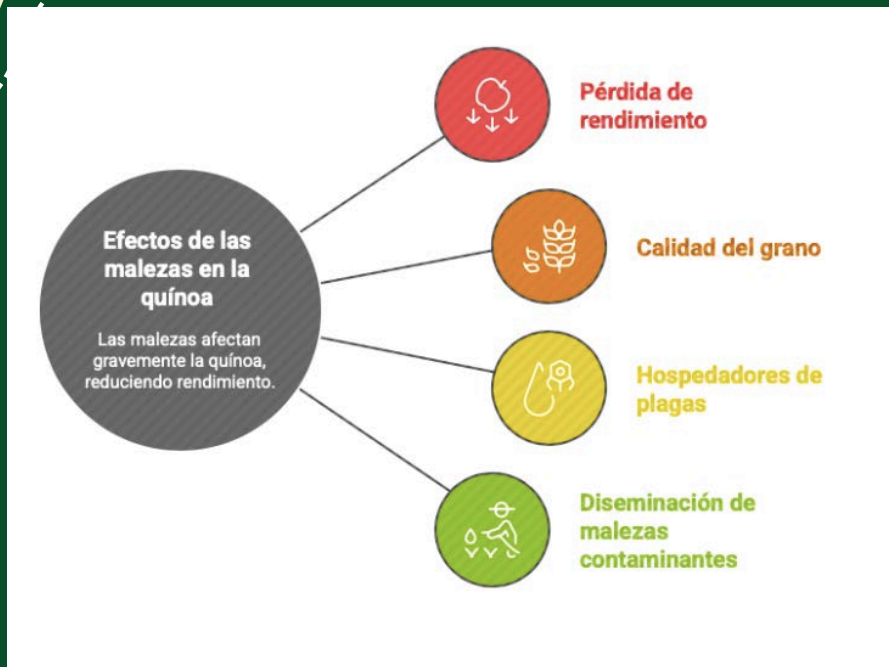 Efectos de las
malezas en la
quínoa
Las malezas afectan
gravemente la quínoa,
reduciendo rendimiento.
Pérdida de
rendimiento
Calidad del grano
Hospedadores de
plagas
Diseminación de
malezas
contaminantes